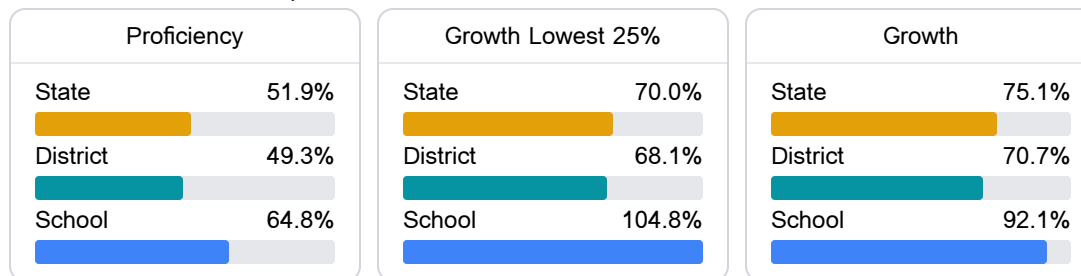 Proficiency
State 51.9%
District 49.3%
School 64.8%
Growth Lowest 25%
State 70.0%
District 68.1%
School 104.8%
Growth
State 75.1%
District 70.7%
School 92.1%